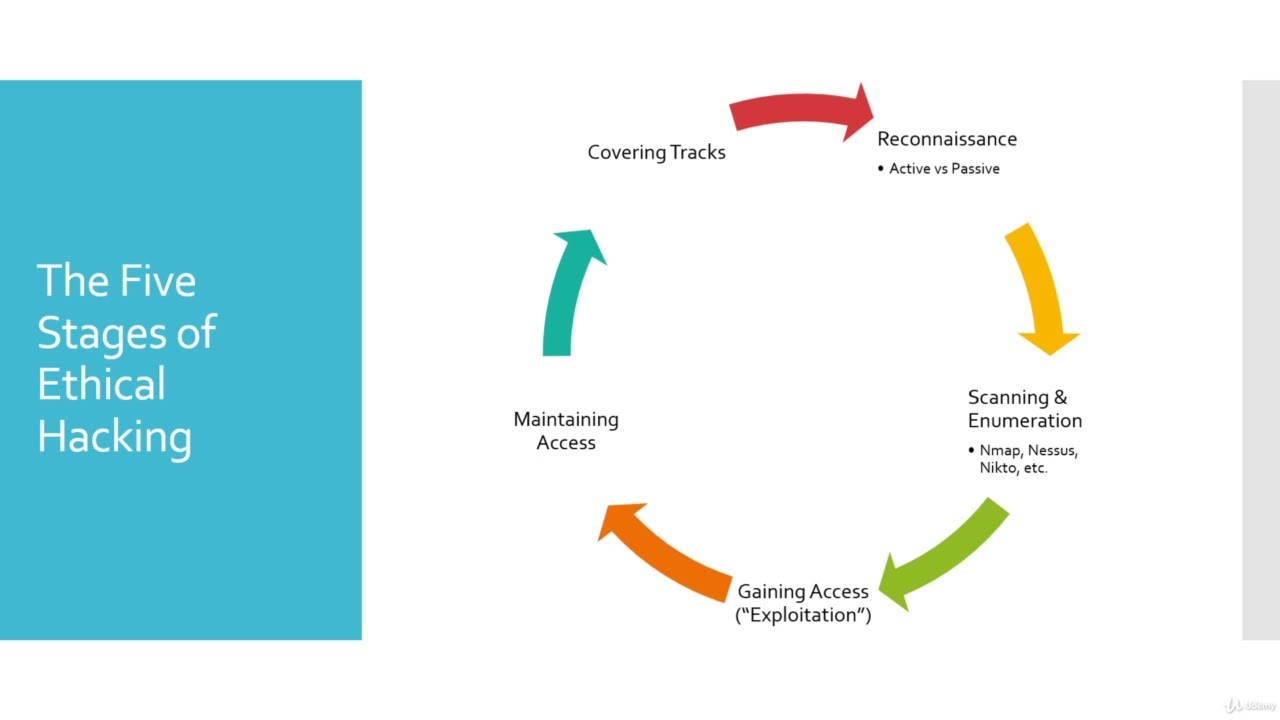 The Five
Stages of
Ethical
Hacking
Covering Tracks
Reconnaissance
• Active vs Passive
Scanning &
Enumeration
• Nmap, Nessus,
Nikto, etc.
Gaining Access
(“Exploitation”)
Maintaining
Access
Udemy